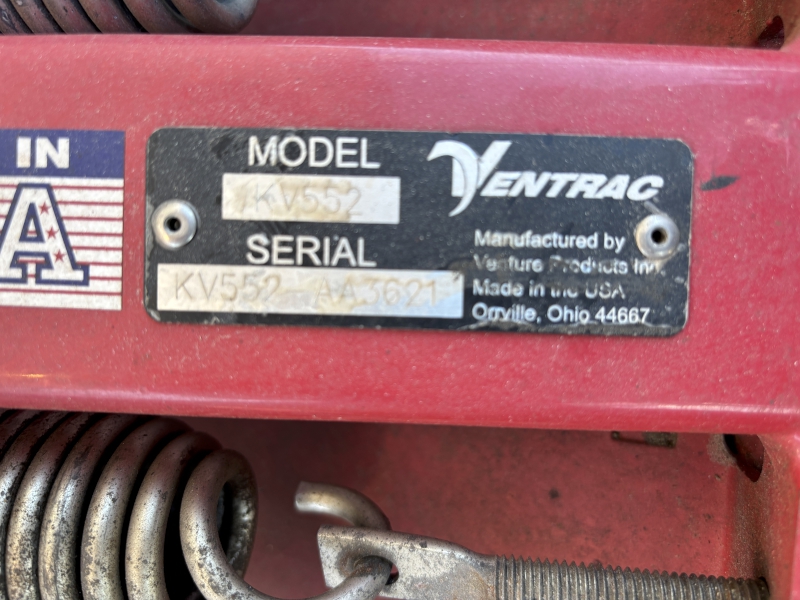 IN
A
MODEL
KV552
VENTRAC
SERIAL
KV552 AA3621
Manufactured by
Venture Products Inc.
Made in the USA
Orrville, Ohio 44667